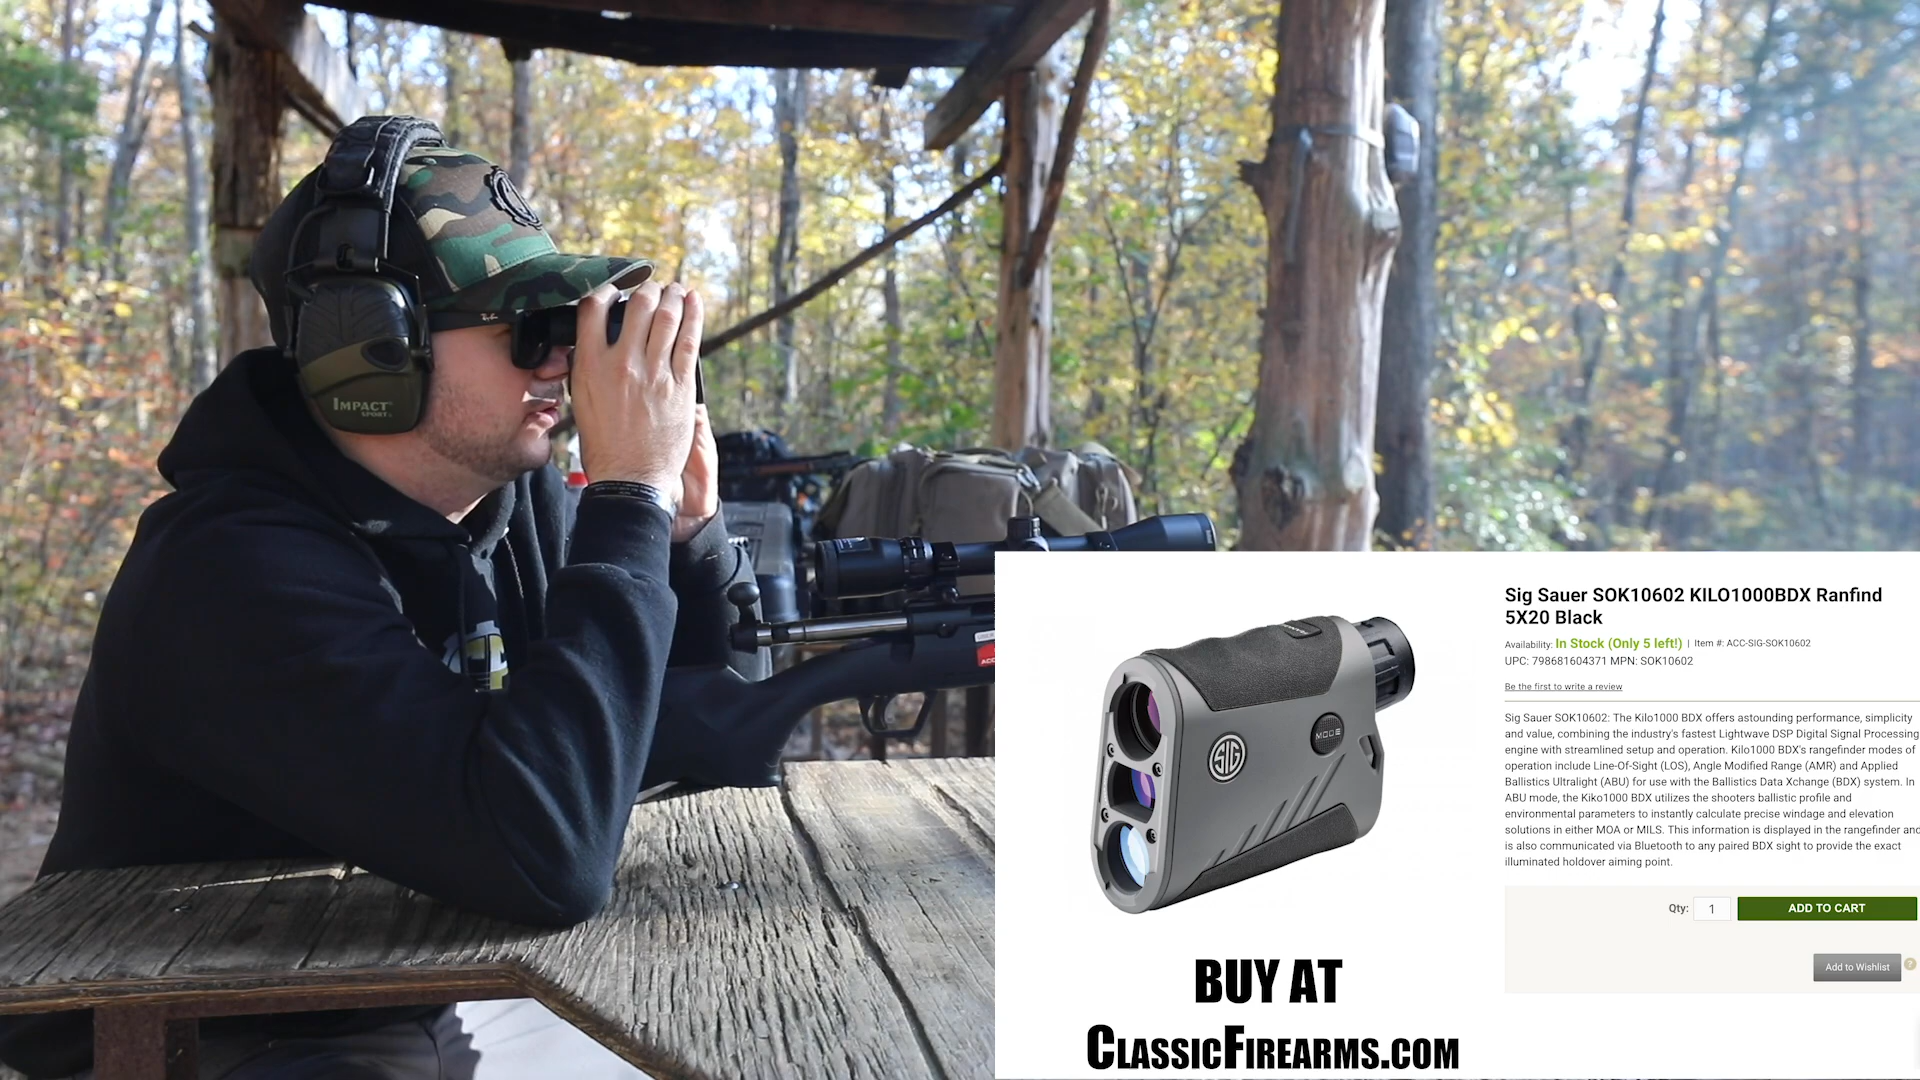 Ray-Ban
IMPACT
SPORT
ACC
SIG
MODE
BUY AT
CLASSICFIREARMS.COM
Sig Sauer SOK10602 KILO1000BDX Ranfind
5X20 Black
Availability: In Stock (Only 5 left!) | Item #: ACC-SIG-SOK10602
UPC: 798681604371 MPN: SOK10602
Be the first to write a review
Sig Sauer SOK10602: The Kilo1000 BDX offers astounding performance, simplicity
and value, combining the industry's fastest Lightwave DSP Digital Signal Processing
engine with streamlined setup and operation. Kilo1000 BDX's rangefinder modes of
operation include Line-Of-Sight (LOS), Angle Modified Range (AMR) and Applied
Ballistics Ultralight (ABU) for use with the Ballistics Data Xchange (BDX) system. In
ABU mode, the Kiko1000 BDX utilizes the shooters ballistic profile and
environmental parameters to instantly calculate precise windage and elevation
solutions in either MOA or MILS. This information is displayed in the rangefinder and
is also communicated via Bluetooth to any paired BDX sight to provide the exact
illuminated holdover aiming point.
Qty: 1 ADD TO CART
Add to Wishlist ?